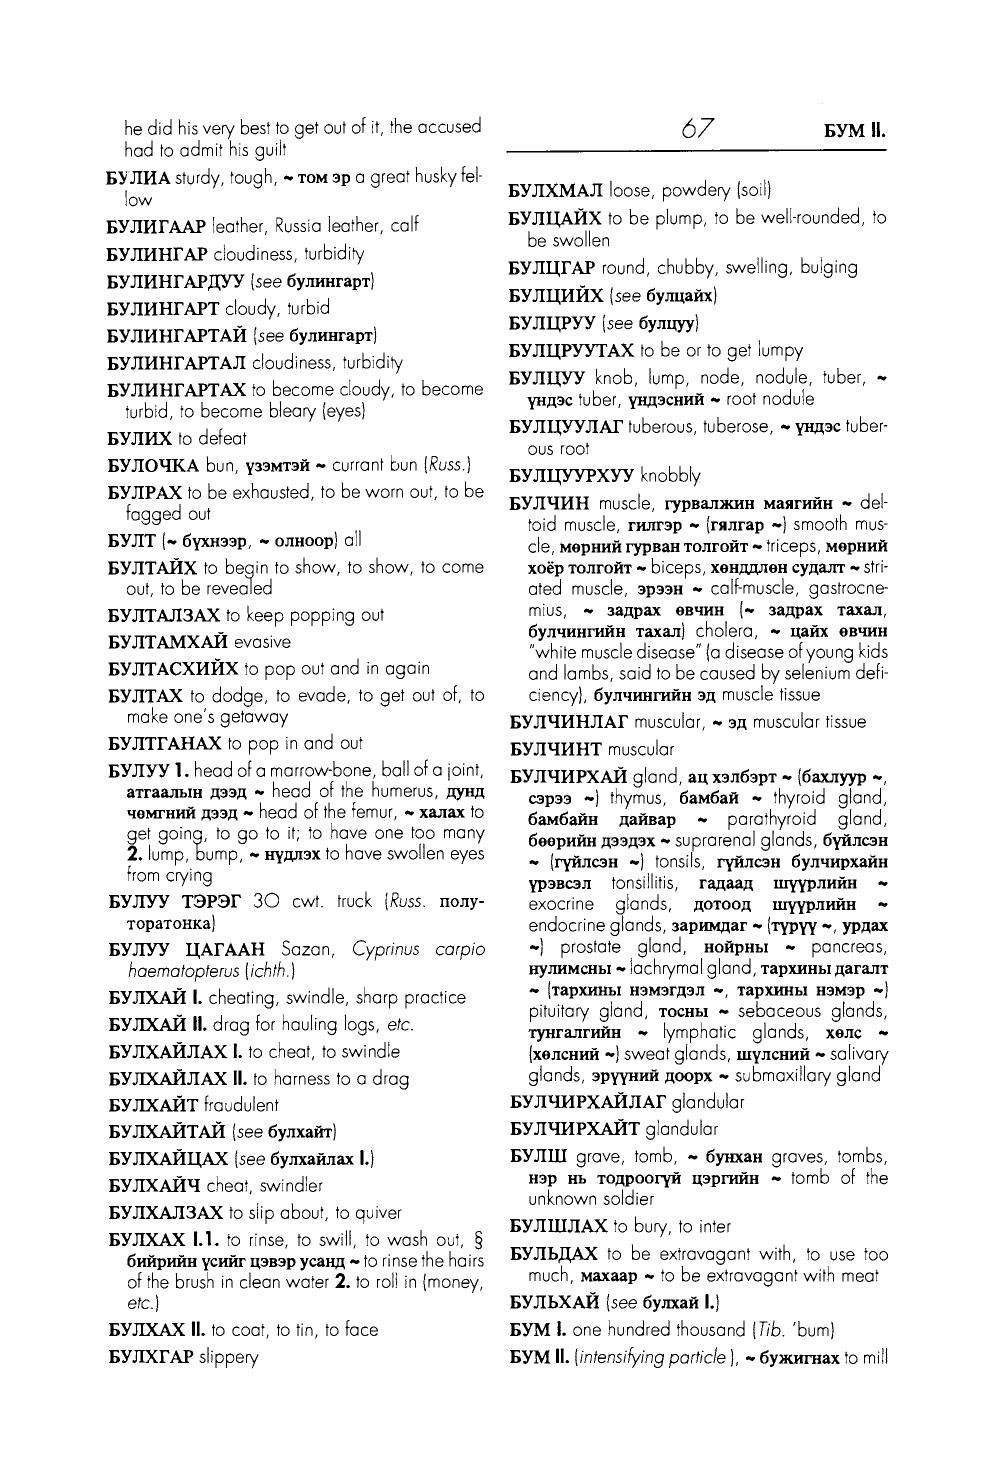 he did his very best to get out of it, the accused
had to admit his guilt
БУЛИА sturdy, tough, ~ том эр a great husky fel-
low
БУЛИГААР leather, Russia leather, calf
БУЛИНГАР cloudiness, turbidity
БУЛИНГАРДУУ (see булингарт)
БУЛИНГАРТ cloudy, turbid
БУЛИНГАРТАЙ (see булингарт)
БУЛИНГАРТАЛ cloudiness, turbidity
БУЛИНГАРТАХ to become cloudy, to become
turbid, to become bleary (eyes)
БУЛИХ to defeat
БУЛОЧКА bun, үзэмтэй ~ currant bun (Russ.)
БУЛРАХ to be exhausted, to be worn out, to be
fagged out
БУЛТ (~ бүхнээр, ~ олноор) all
БУЛТАЙХ to begin to show, to show, to come
out, to be revealed
БУЛТАЛЗАХ to keep popping out
БУЛТАМХАЙ evasive
БУЛТАСХИЙХ to pop out and in again
БУЛТАХ to dodge, to evade, to get out of, to
make one's getaway
БУЛТГАНАХ to pop in and out
БУЛУУ 1. head of a marrow-bone, ball of a joint,
атгаалын дээд ~ head of the humerus, дунд
чөмгний дээд ~ head of the femur, ~ халах to
get going, to go to it; to have one too many
2. lump, bump, ~ нүдлэх to have swollen eyes
from crying
БУЛУУ ТЭРЭГ 30 cwt. truck (Russ. полу-
торатонка)
БУЛУУ ЦАГААН Sazan, Cyprinus carpio
haematopterus (ichth.)
БУЛХАЙ I. cheating, swindle, sharp practice
БУЛХАЙ II. drag for hauling logs, etc.
БУЛХАЙЛАХ I. to cheat, to swindle
БУЛХАЙЛАХ II. to harness to a drag
БУЛХАЙТ fraudulent
БУЛХАЙТАЙ (see булхайт)
БУЛХАЙЦАХ (see булхайлах I.)
БУЛХАЙЧ cheat, swindler
БУЛХАЛЗАХ to slip about, to quiver
БУЛХАХ I.1. to rinse, to swill, to wash out, §
бийрийн үсийг цэвэр усанд ~ to rinse the hairs
of the brush in clean water 2. to roll in (money,
etc.)
БУЛХАХ II. to coat, to tin, to face
БУЛХГАР slippery
67 БУМ II.
БУЛХМАЛ loose, powdery (soil)
БУЛЦАЙХ to be plump, to be well-rounded, to
be swollen
БУЛЦГАР round, chubby, swelling, bulging
БУЛЦИЙХ (see булцайх)
БУЛЦРУУ (see булцуу)
БУЛЦРУУТАХ to be or to get lumpy
БУЛЦУУ knob, lump, node, nodule, tuber, ~
үндэс tuber, үндэсний ~ root nodule
БУЛЦУУЛАГ tuberous, tuberose, ~ үндэс tuber-
ous root
БУЛЦУУРХУУ knobbly
БУЛЧИН muscle, гурвалжин маягийн ~ del-
toid muscle, гилгэр ~ (гялгар ~) smooth mus-
cle, мөрний гурван толгойт ~ triceps, мөрний
хоёр толгойт ~ biceps, хөнддлөн судалт ~ stri-
ated muscle, эрээн ~ calf-muscle, gastrocne-
mius, ~ задрах өвчин (~ задрах тахал,
булчингийн тахал) cholera, ~ цайх өвчин
"white muscle disease" (a disease of young kids
and lambs, said to be caused by selenium defi-
ciency), булчингийн эд muscle tissue
БУЛЧИНЛАГ muscular, ~ эд muscular tissue
БУЛЧИНТ muscular
БУЛЧИРХАЙ gland, ац хэлбэрт ~ (бахлуур ~,
сэрээ ~) thymus, бамбай ~ thyroid gland,
бамбайн дайвар ~ parathyroid gland,
бөөрийн дээдэх ~ suprarenal glands, бүйлсэн
~ (гүйлсэн ~) tonsils, гүйлсэн булчирхайн
үрэвсэл tonsillitis, гадаад шүүрлийн ~
exocrine glands, дотоод шүүрлийн ~
endocrine glands, заримдаг ~ (түрүү ~, урдах
~) prostate gland, нойрны ~ pancreas,
нулимсны ~ lachrymal gland, тархины дагалт
~ (тархины нэмэгдэл ~, тархины нэмэр ~)
pituitary gland, тосны ~ sebaceous glands,
тунгалгийн ~ lymphatic glands, хөлс ~
(хөлсний ~) sweat glands, шүлсний ~ salivary
glands, эрүүний доорх ~ submaxillary gland
БУЛЧИРХАЙЛАГ glandular
БУЛЧИРХАЙТ glandular
БУЛШ grave, tomb, ~ бунхан graves, tombs,
нэр нь тодроогүй цэргийн ~ tomb of the
unknown soldier
БУЛШЛАХ to bury, to inter
БУЛЬДАХ to be extravagant with, to use too
much, махаар ~ to be extravagant with meat
БУЛЬХАЙ (see булхай I.)
БУМ I. one hundred thousand (Tib. 'bum)
БУМ II. (intensifying particle), ~ бужигнах to mill